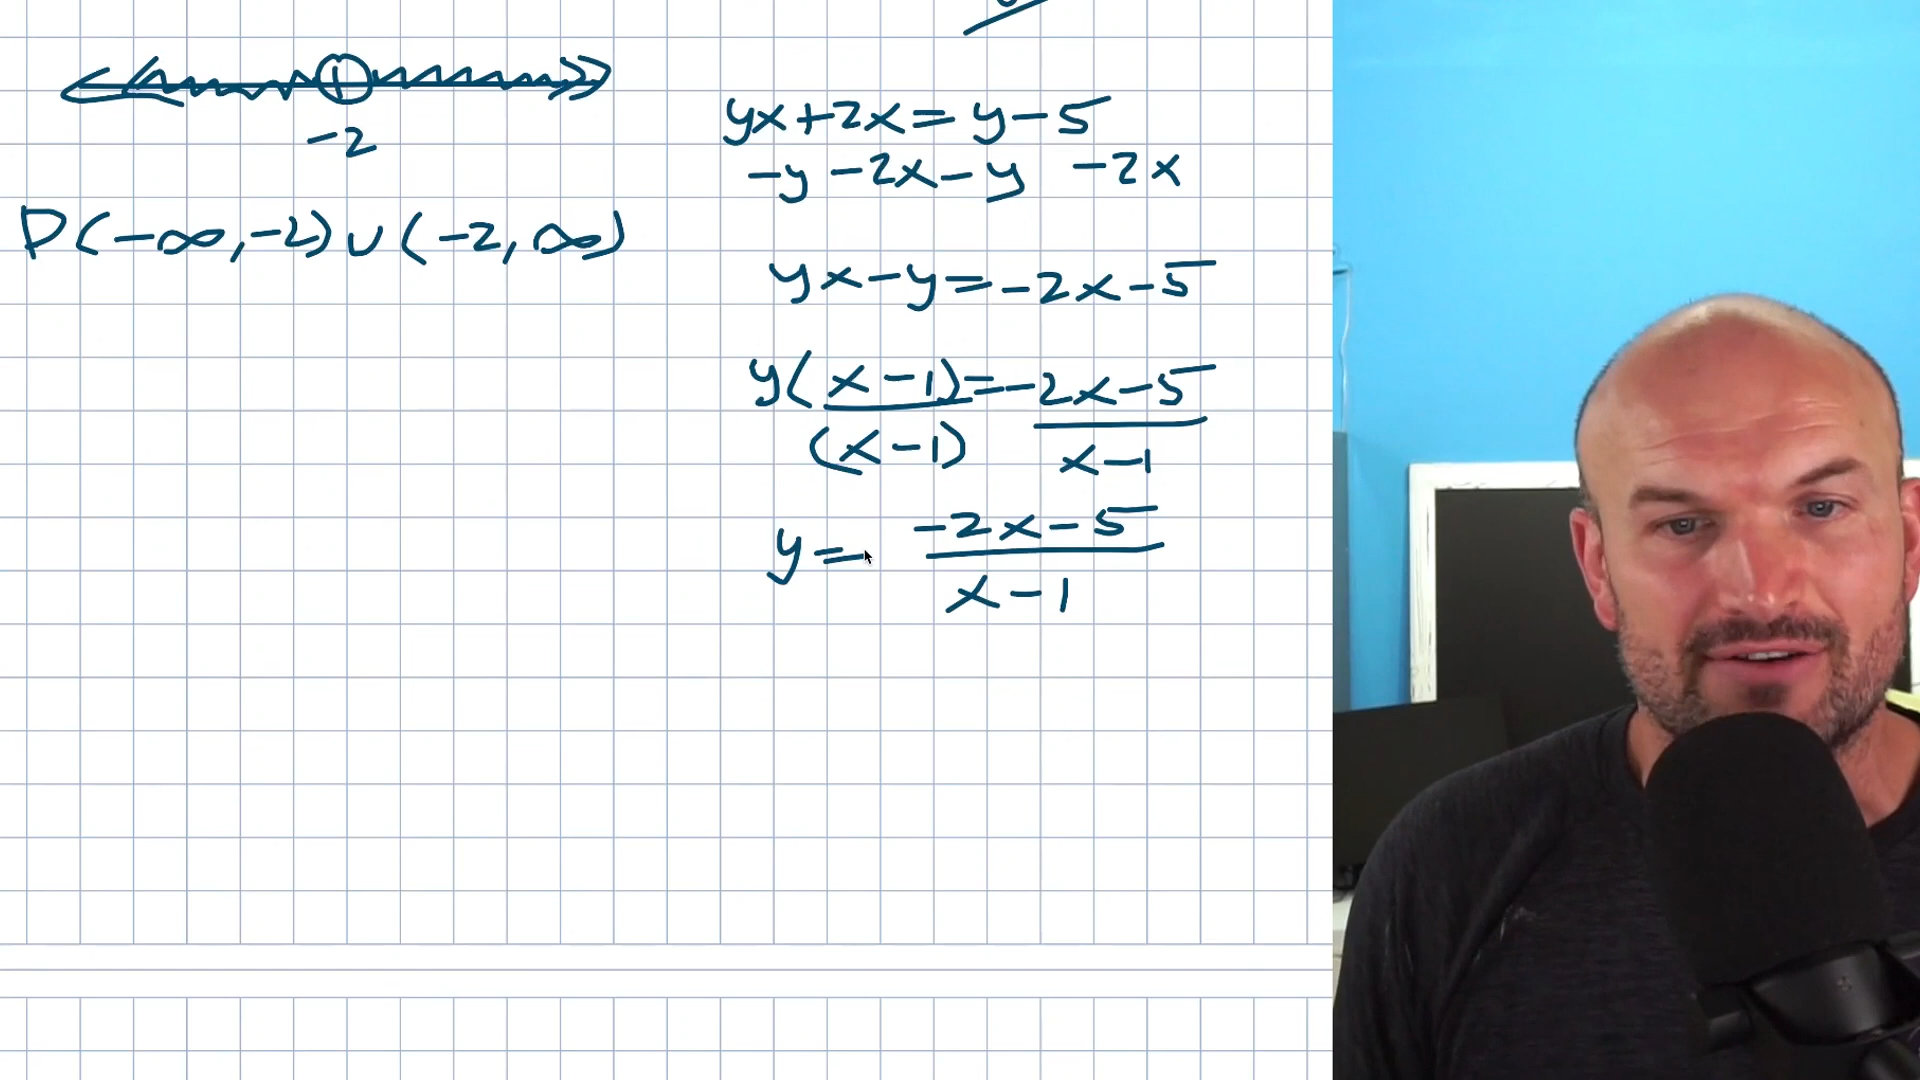 -2
D(-∞,-2)∪(-2,∞)
yx+2x=y-5
-y-2x-y -2x
yx-y=-2x-5
y(x-1)=-2x-5
(x-1) x-1
y= -2x-5
x-1